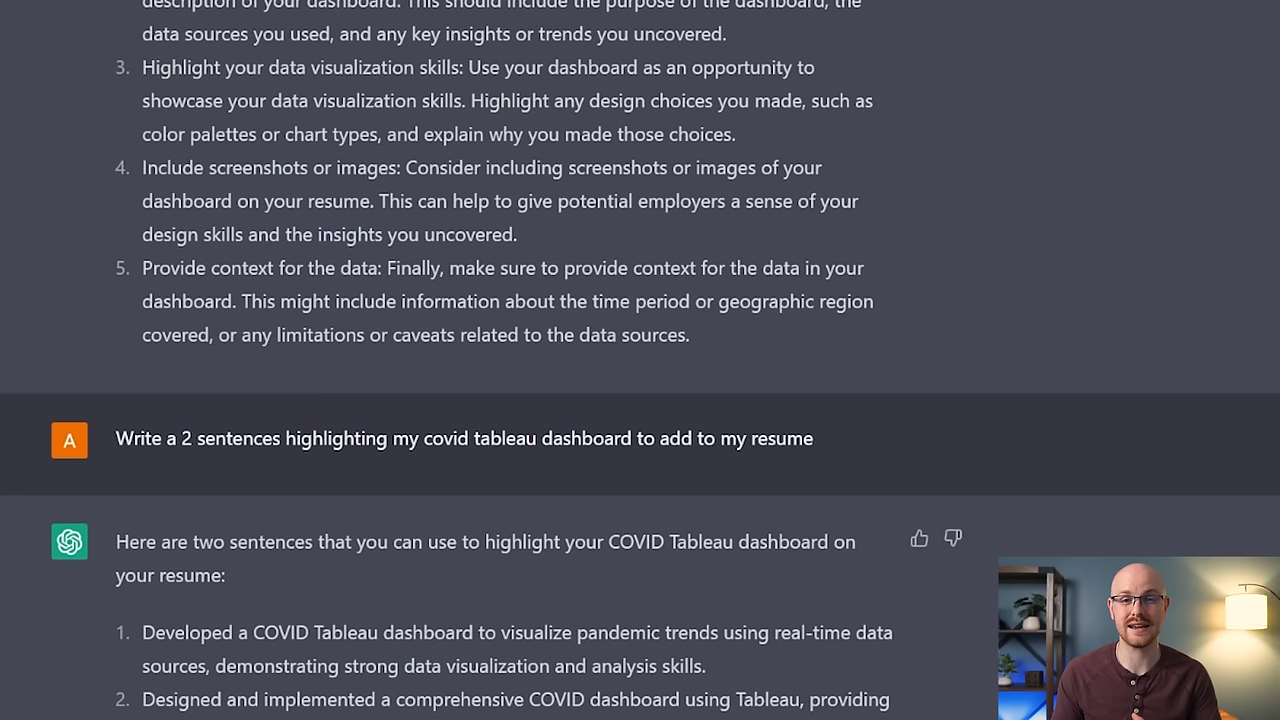 description of your dashboard. This should include the purpose of the dashboard, the
data sources you used, and any key insights or trends you uncovered.
3. Highlight your data visualization skills: Use your dashboard as an opportunity to
showcase your data visualization skills. Highlight any design choices you made, such as
color palettes or chart types, and explain why you made those choices.
4. Include screenshots or images: Consider including screenshots or images of your
dashboard on your resume. This can help to give potential employers a sense of your
design skills and the insights you uncovered.
5. Provide context for the data: Finally, make sure to provide context for the data in your
dashboard. This might include information about the time period or geographic region
covered, or any limitations or caveats related to the data sources.
A
Write a 2 sentences highlighting my covid tableau dashboard to add to my resume
Here are two sentences that you can use to highlight your COVID Tableau dashboard on
your resume:
1. Developed a COVID Tableau dashboard to visualize pandemic trends using real-time data
sources, demonstrating strong data visualization and analysis skills.
2. Designed and implemented a comprehensive COVID dashboard using Tableau, providing